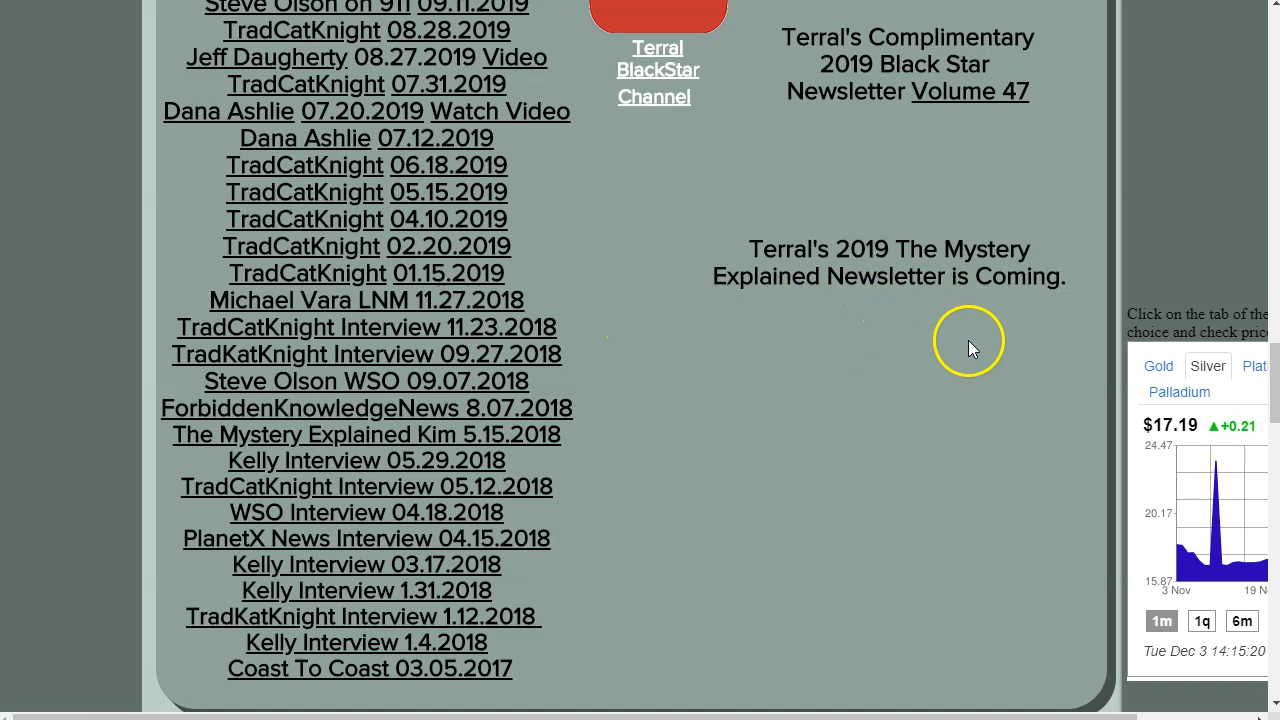 Steve Olson on 911 09.11.2019
TradCatKnight 08.28.2019
Jeff Daugherty 08.27.2019 Video
TradCatKnight 07.31.2019
Dana Ashlie 07.20.2019 Watch Video
Dana Ashlie 07.12.2019
TradCatKnight 06.18.2019
TradCatKnight 05.15.2019
TradCatKnight 04.10.2019
TradCatKnight 02.20.2019
TradCatKnight 01.15.2019
Michael Vara LNM 11.27.2018
TradCatKnight Interview 11.23.2018
TradKatKnight Interview 09.27.2018
Steve Olson WSO 09.07.2018
ForbiddenKnowledgeNews 8.07.2018
The Mystery Explained Kim 5.15.2018
Kelly Interview 05.29.2018
TradCatKnight Interview 05.12.2018
WSO Interview 04.18.2018
PlanetX News Interview 04.15.2018
Kelly Interview 03.17.2018
Kelly Interview 1.31.2018
TradKatKnight Interview 1.12.2018
Kelly Interview 1.4.2018
Coast To Coast 03.05.2017
Terral
BlackStar
Channel
Terral's Complimentary
2019 Black Star
Newsletter Volume 47
Terral's 2019 The Mystery
Explained Newsletter is Coming.
Click on the tab of the
choice and check price
Gold Silver Plat
Palladium
$17.19 ▲+0.21
24.47
20.17
15.87
3 Nov 19 N
1m 1q 6m
Tue Dec 3 14:15:20